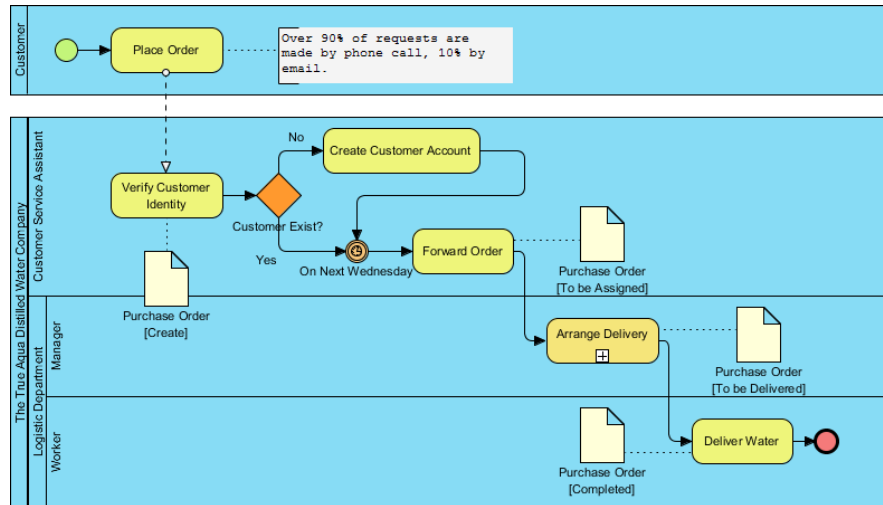 Customer
Place Order
Over 90% of requests are
made by phone call, 10% by
email.
The True Aqua Distilled Water Company
Customer Service Assistant
Verify Customer
Identity
Customer Exist?
No
Yes
Create Customer Account
On Next Wednesday
Forward Order
Purchase Order
[To be Assigned]
Purchase Order
[Create]
Logistic Department
Manager
Arrange Delivery
Purchase Order
[To be Delivered]
Worker
Deliver Water
Purchase Order
[Completed]